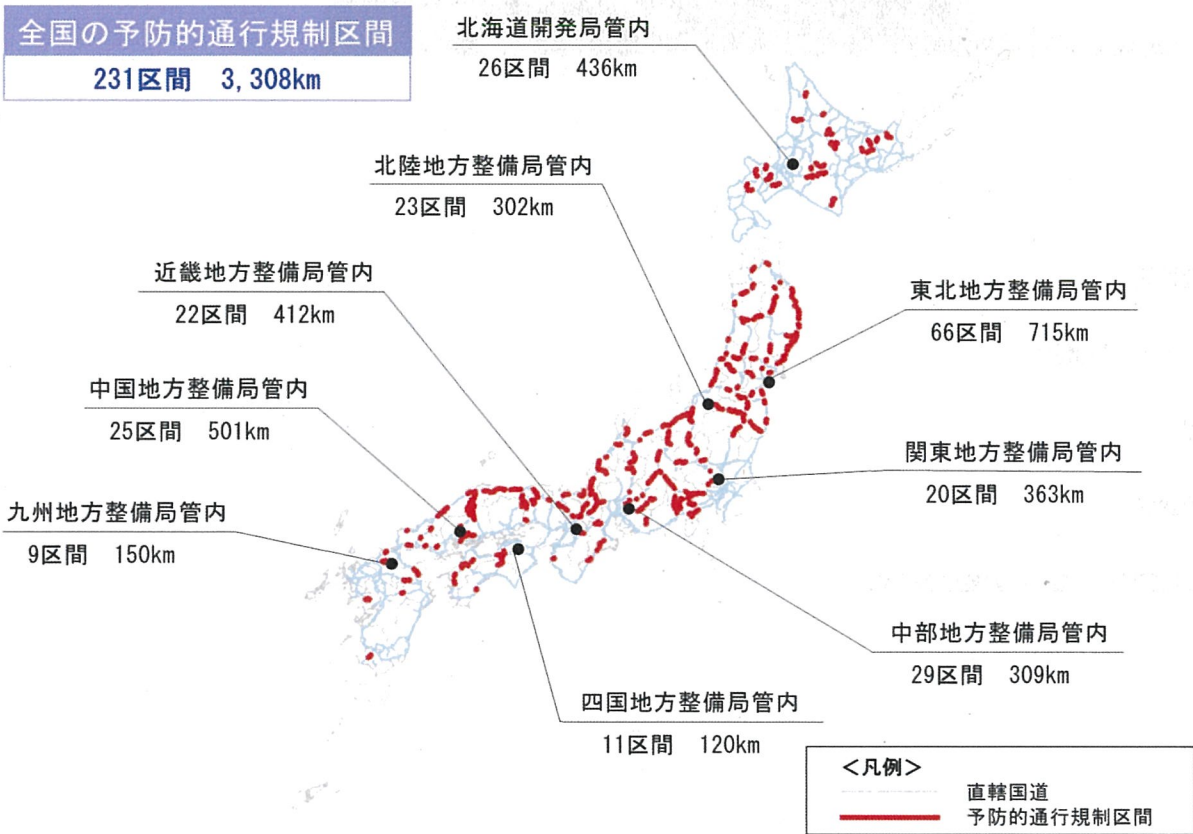 全国の予防的通行規制区間
231区間 3,308km
北海道開発局管内
26区間 436km
北陸地方整備局管内
23区間 302km
近畿地方整備局管内
22区間 412km
東北地方整備局管内
66区間 715km
中国地方整備局管内
25区間 501km
関東地方整備局管内
20区間 363km
九州地方整備局管内
9区間 150km
中部地方整備局管内
29区間 309km
四国地方整備局管内
11区間 120km
<凡例>
直轄国道
予防的通行規制区間